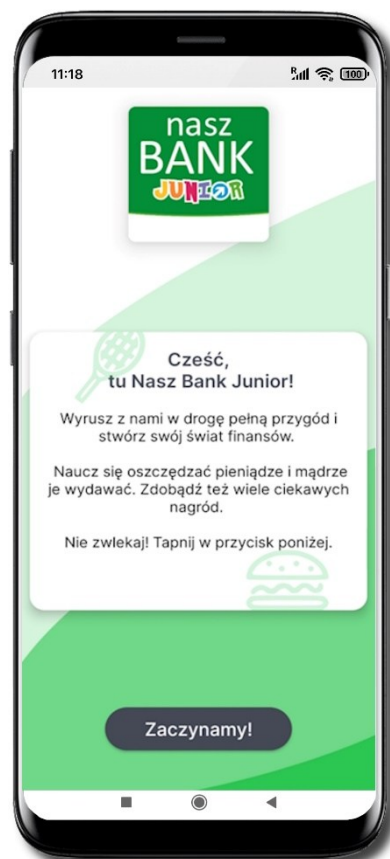 11:18
R
100
nasz
BANK
JUNIOR
Cześć,
tu Nasz Bank Junior!
Wyrusz z nami w drogę pełną przygód i
stwórz swój świat finansów.
Naucz się oszczędzać pieniądze i mądrze
je wydawać. Zdobądź też wiele ciekawych
nagród.
Nie zwlekaj! Tapnij w przycisk poniżej.
Zaczynamy!